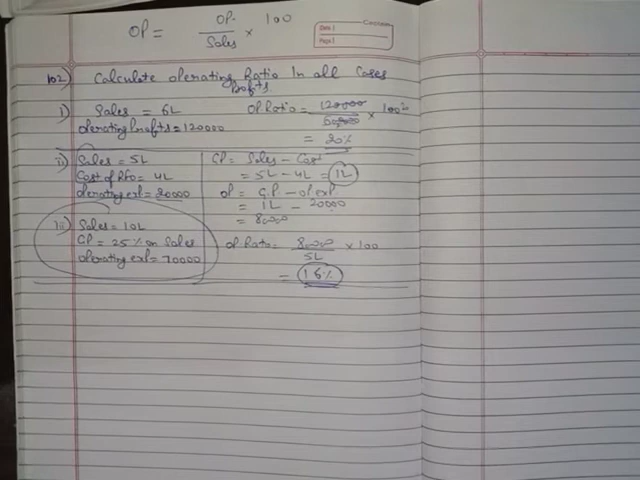 OP = OP / Sales × 100
Date
Page
102) Calculate operating Ratio In all Cases
Profits
i) Sales = 6L
operating profits = 120000
OP Ratio = 120000 / × 100
= 20%
ii) Sales = 5L
Cost of RFO = 4L
operating exp = 20000
GP = Sales - Cost
= 5L - 4L = 1L
OP = G.P - op exp
= 1L - 20000
= 80000
OP Ratio = 80000 / 5L × 100
= 16%
iii) Sales = 10L
GP = 25% on Sales
operating exp = 70000